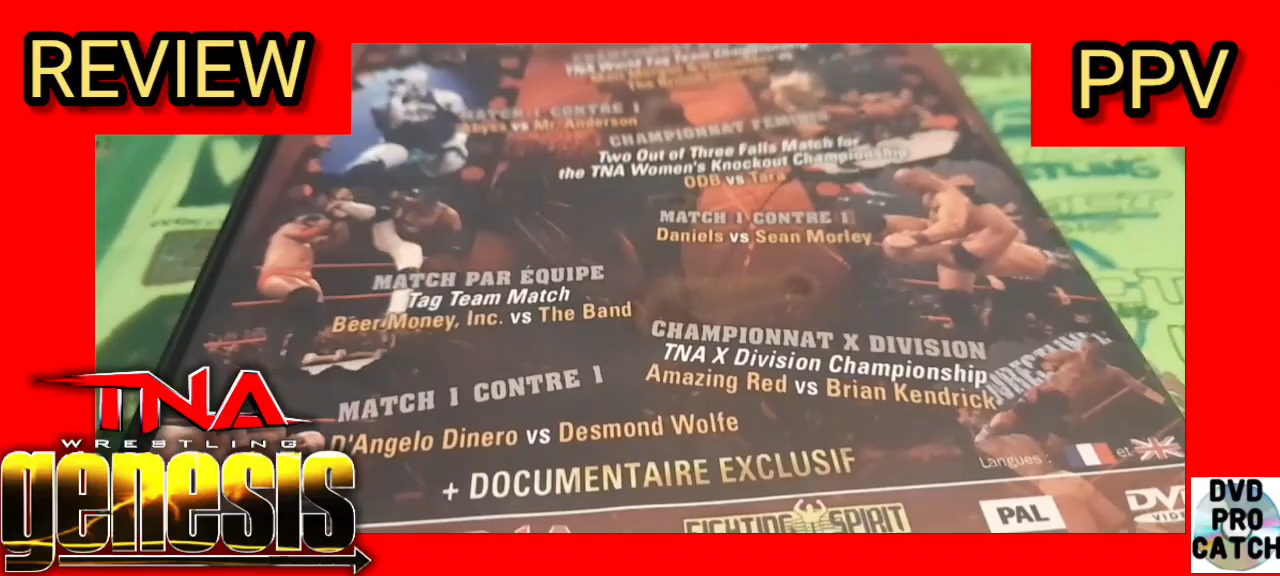 REVIEW
PPV
TNA World Tag Team Championship
MATCH 1 CONTRE 1
Abyss vs Mr. Anderson
CHAMPIONNAT FEMININ
Two Out of Three Falls Match for
the TNA Women's Knockout Championship
ODB vs Tara
MATCH 1 CONTRE 1
Daniels vs Sean Morley
MATCH PAR ÉQUIPE
Tag Team Match
Beer Money, Inc. vs The Band
CHAMPIONNAT X DIVISION
TNA X Division Championship
Amazing Red vs Brian Kendrick
MATCH 1 CONTRE 1
D'Angelo Dinero vs Desmond Wolfe
+ DOCUMENTAIRE EXCLUSIF
Langues : et
FIGHTING SPIRIT
PAL
DVD
VIDEO
TNA
WRESTLING
genesis
DVD
PRO
CATCH